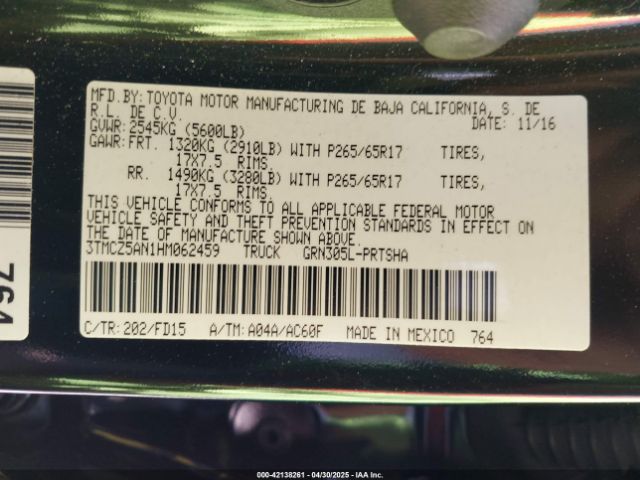 MFD.BY: TOYOTA MOTOR MANUFACTURING DE BAJA CALIFORNIA, S. DE
R.L. DE C.V. DATE: 11/16
GVWR: 2545KG (5600LB)
GAWR: FRT. 1320KG (2910LB) WITH P265/65R17 TIRES,
17X7.5 RIMS.
RR. 1490KG (3280LB) WITH P265/65R17 TIRES,
17X7.5 RIMS.
THIS VEHICLE CONFORMS TO ALL APPLICABLE FEDERAL MOTOR
VEHICLE SAFETY AND THEFT PREVENTION STANDARDS IN EFFECT ON
THE DATE OF MANUFACTURE SHOWN ABOVE.
3TMCZ5AN1HM062459 TRUCK GRN305L-PRTSHA
C/TR: 202/FD15 A/TM: A04A/AC60F MADE IN MEXICO 764
764
000-42138261 - 04/30/2025 - IAA Inc.